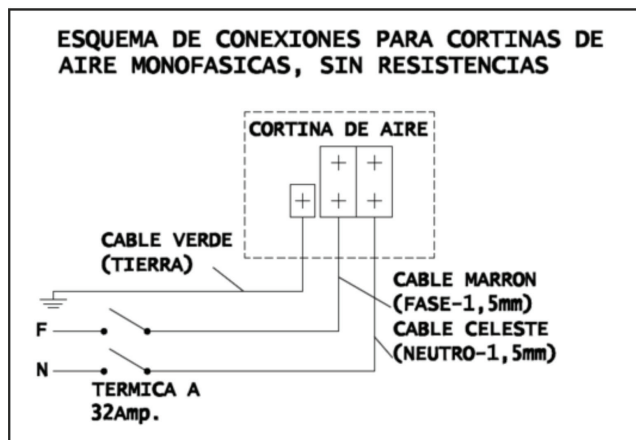 ESQUEMA DE CONEXIONES PARA CORTINAS DE
AIRE MONOFASICAS, SIN RESISTENCIAS
CORTINA DE AIRE
CABLE VERDE
(TIERRA)
CABLE MARRON
(FASE-1,5mm)
F
CABLE CELESTE
(NEUTRO-1,5mm)
N
TERMICA A
32Amp.